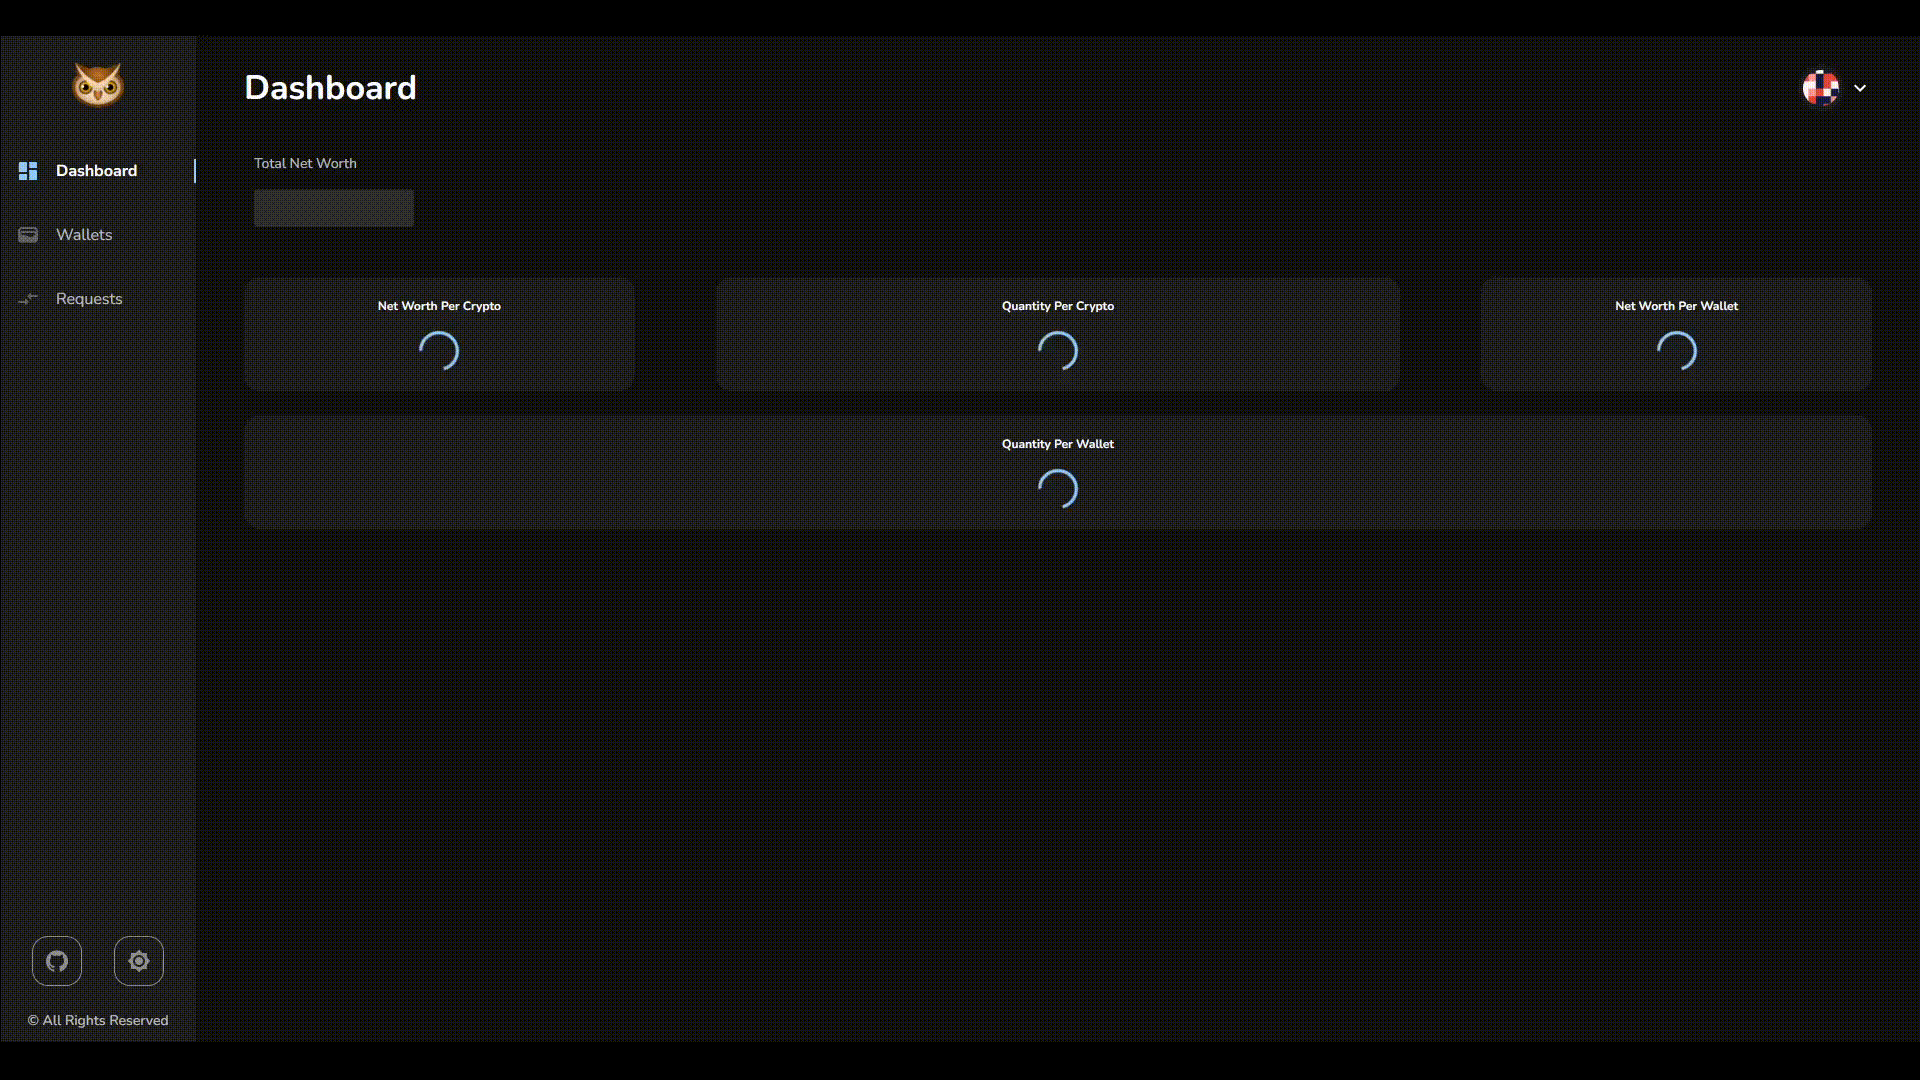 Dashboard
Dashboard
Wallets
Requests
Total Net Worth
Net Worth Per Crypto
Quantity Per Crypto
Net Worth Per Wallet
Quantity Per Wallet
© All Rights Reserved